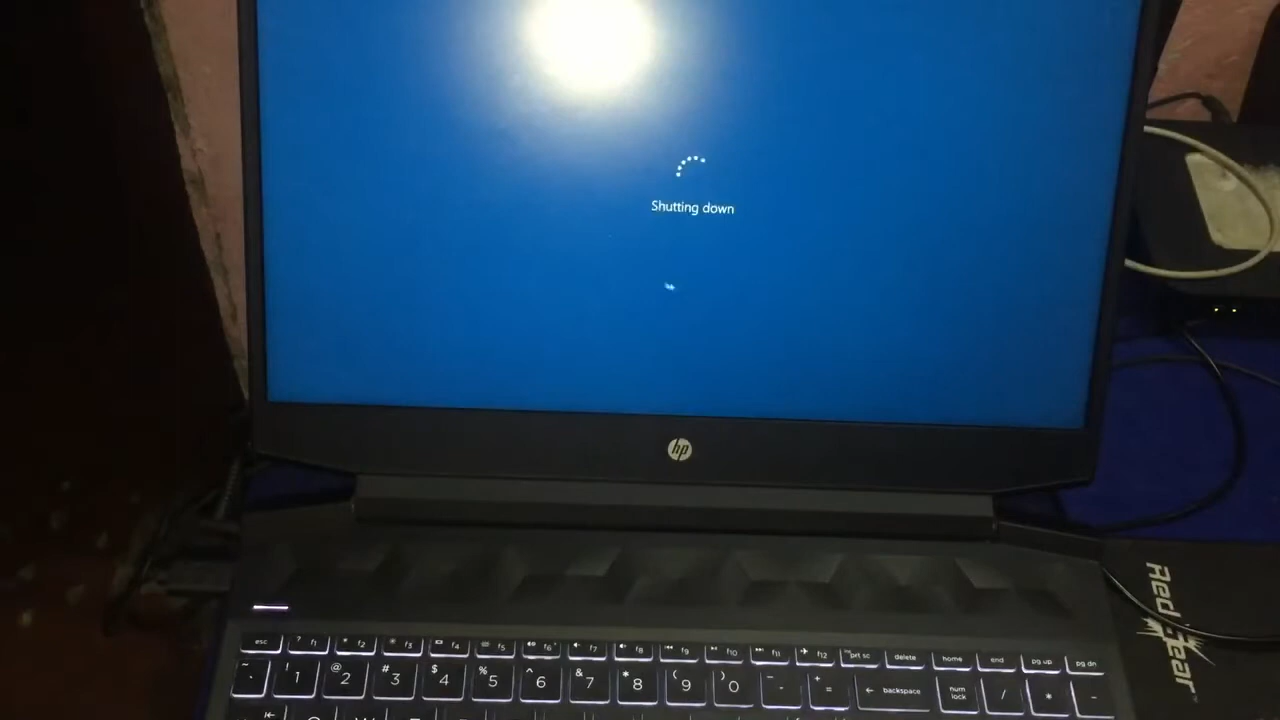 Shutting down
hp
esc ? f1 * f2 * f3 f4 f5 f6 f7 f8 f9 f10 f11 f12 prt sc delete home end pg up pg dn
~ ` ! 1 @ 2 # 3 $ 4 % 5 ^ 6 & 7 * 8 ( 9 ) 0 _ - + = ← backspace num lock / * -
Red Gear